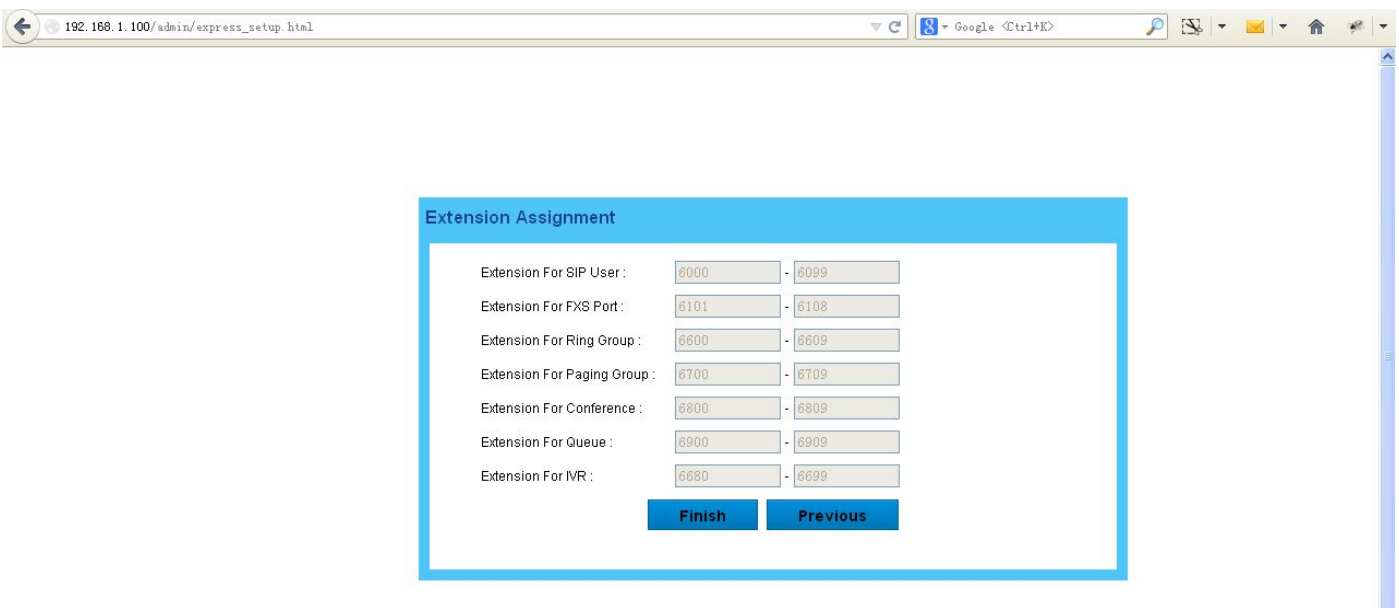 192.168.1.100/admin/express_setup.html
8 Google <Ctrl+K>
Extension Assignment
Extension For SIP User : 6000 - 6099
Extension For FXS Port : 6101 - 6108
Extension For Ring Group : 6600 - 6609
Extension For Paging Group : 6700 - 6709
Extension For Conference : 6800 - 6809
Extension For Queue : 6900 - 6909
Extension For IVR : 6680 - 6699
Finish Previous